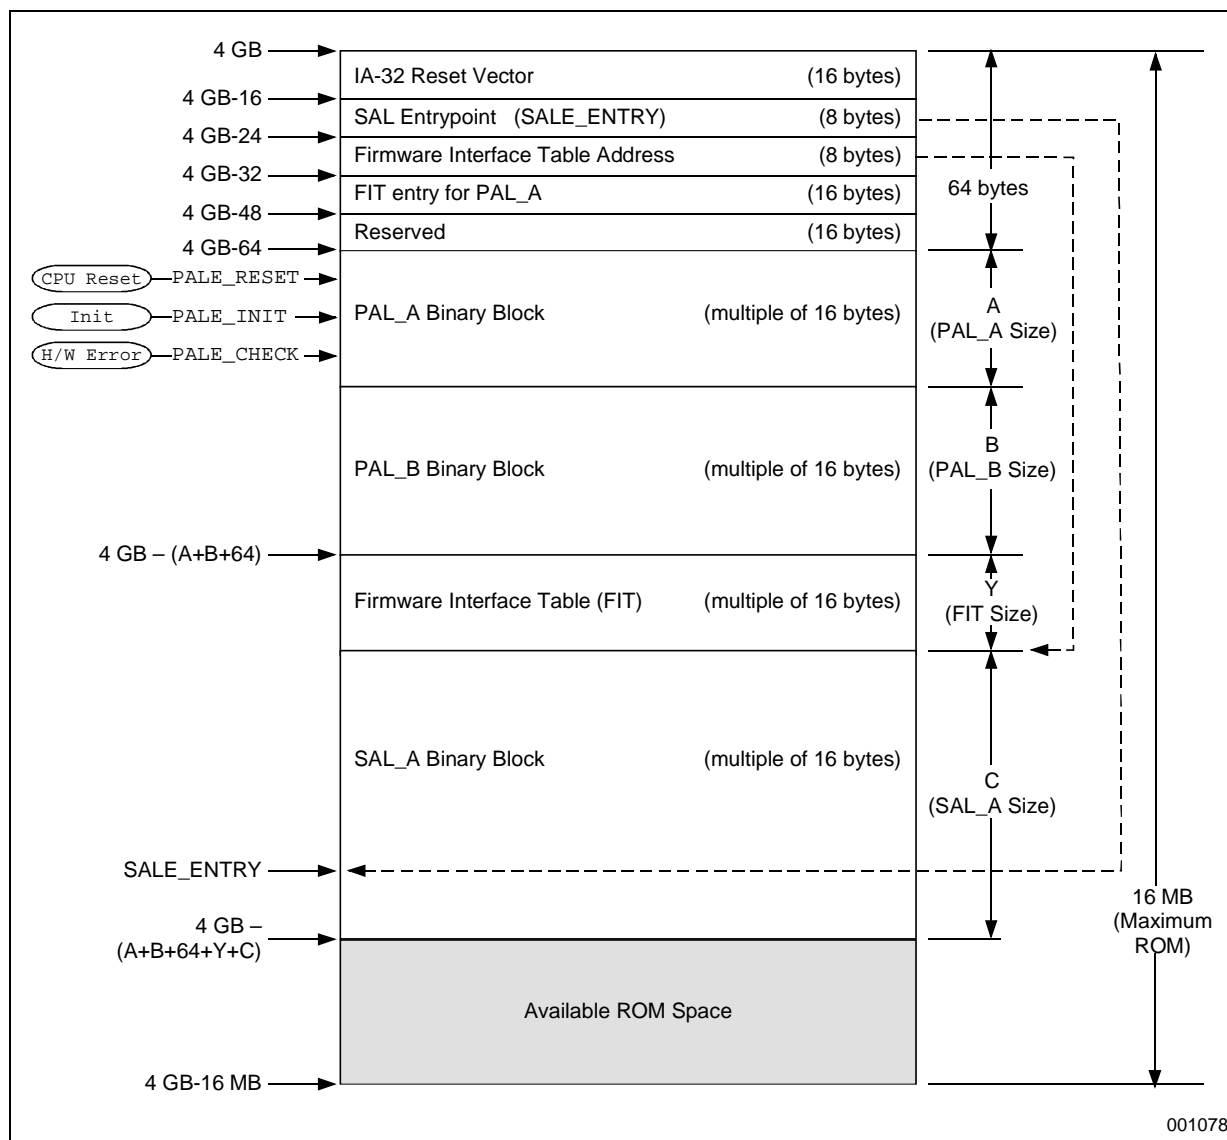 4 GB
IA-32 Reset Vector (16 bytes)
4 GB-16
SAL Entrypoint (SALE_ENTRY) (8 bytes)
4 GB-24
Firmware Interface Table Address (8 bytes)
4 GB-32
FIT entry for PAL_A (16 bytes)
64 bytes
4 GB-48
Reserved (16 bytes)
4 GB-64
CPU Reset PALE_RESET
Init PALE_INIT
PAL_A Binary Block (multiple of 16 bytes)
A
(PAL_A Size)
H/W Error PALE_CHECK
PAL_B Binary Block (multiple of 16 bytes)
B
(PAL_B Size)
4 GB – (A+B+64)
Firmware Interface Table (FIT) (multiple of 16 bytes)
Y
(FIT Size)
SAL_A Binary Block (multiple of 16 bytes)
C
(SAL_A Size)
SALE_ENTRY
16 MB
(Maximum
ROM)
4 GB –
(A+B+64+Y+C)
Available ROM Space
4 GB-16 MB
001078